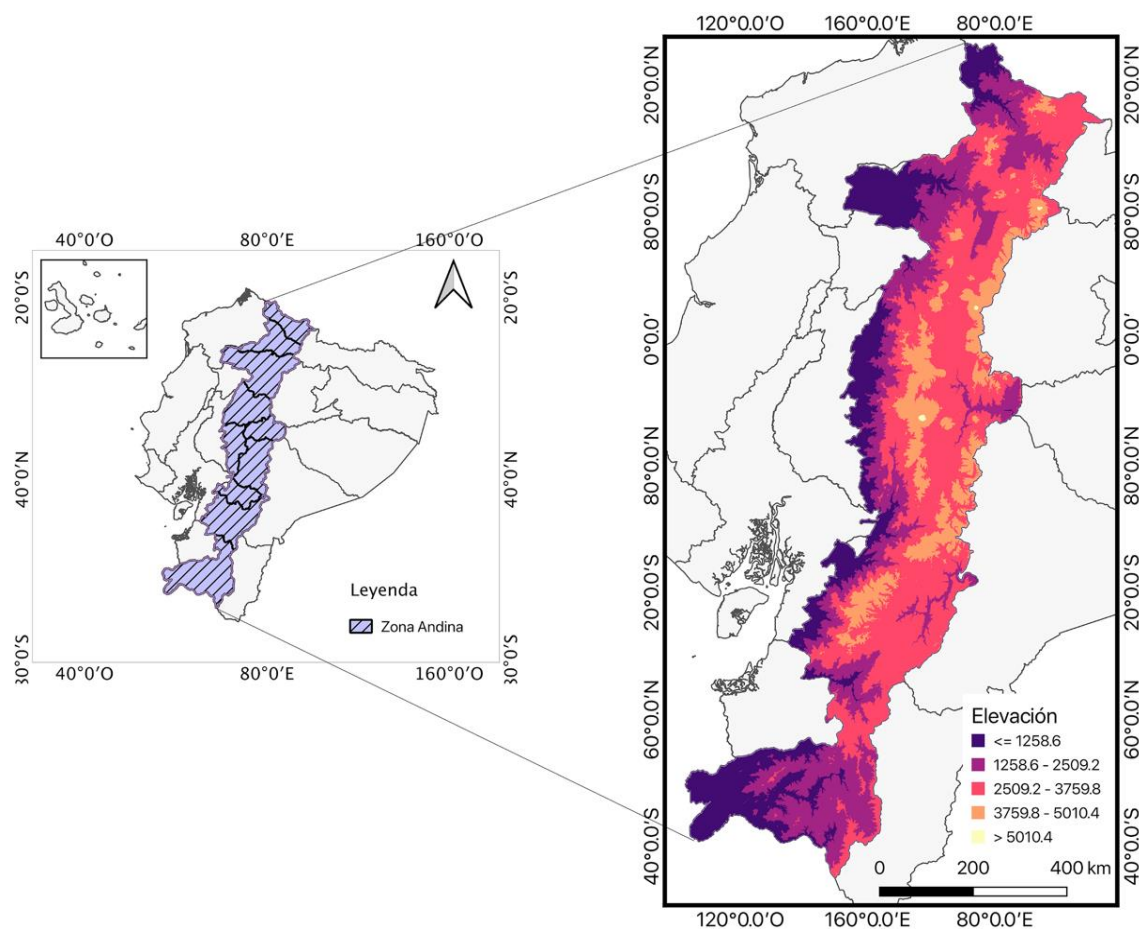 40°0'O 80°0'E 160°0'O
20°0.S
0°0.S
40°0'N
30°0.S
20°0.S
40°0'N
30°0.S
Leyenda
Zona Andina
40°0'O 80°0'E 160°0'O
120°0.0'O 160°0.0'O 80°0.0'E
20°0.0'N
80°0.0'S
0°0.0'
80°0.0'N
20°0.0'S
60°0.0'N
40°0.0'S
20°0.0'N
80°0.0'S
0°0.0'
80°0.0'N
20°0.0'S
60°0.0'N
40°0.0'S
Elevación
<= 1258.6
1258.6 - 2509.2
2509.2 - 3759.8
3759.8 - 5010.4
> 5010.4
0 200 400 km
120°0.0'O 160°0.0'O 80°0.0'E